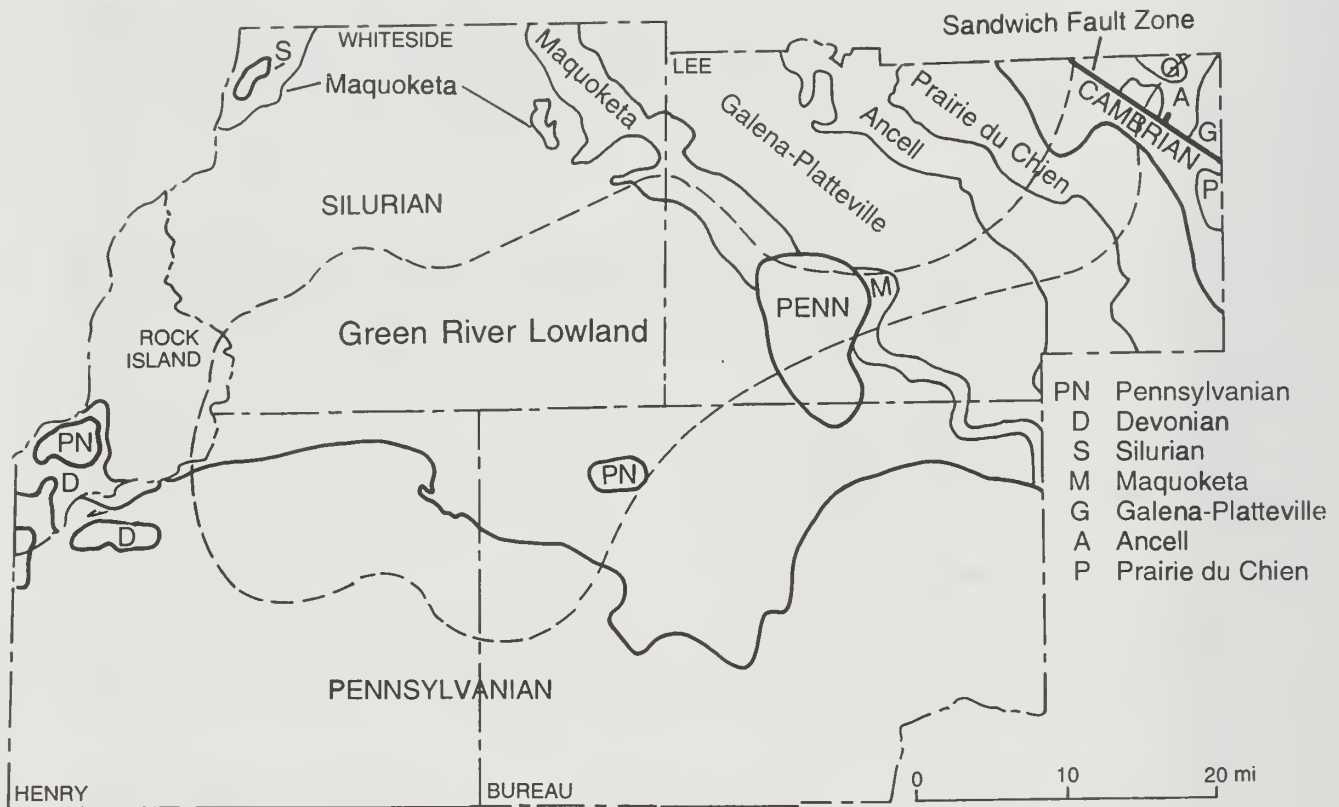 Sandwich Fault Zone
WHITESIDE
S
Maquoketa
Maquoketa
LEE
G
A
CAMBRIAN
G
P
Prairie du Chien
Ancell
Galena-Platteville
SILURIAN
ROCK
ISLAND
Green River Lowland
PENN
M
PN
D
D
PN
PENNSYLVANIAN
HENRY
BUREAU
PN Pennsylvanian
D Devonian
S Silurian
M Maquoketa
G Galena-Platteville
A Ancell
P Prairie du Chien
0 10 20 mi